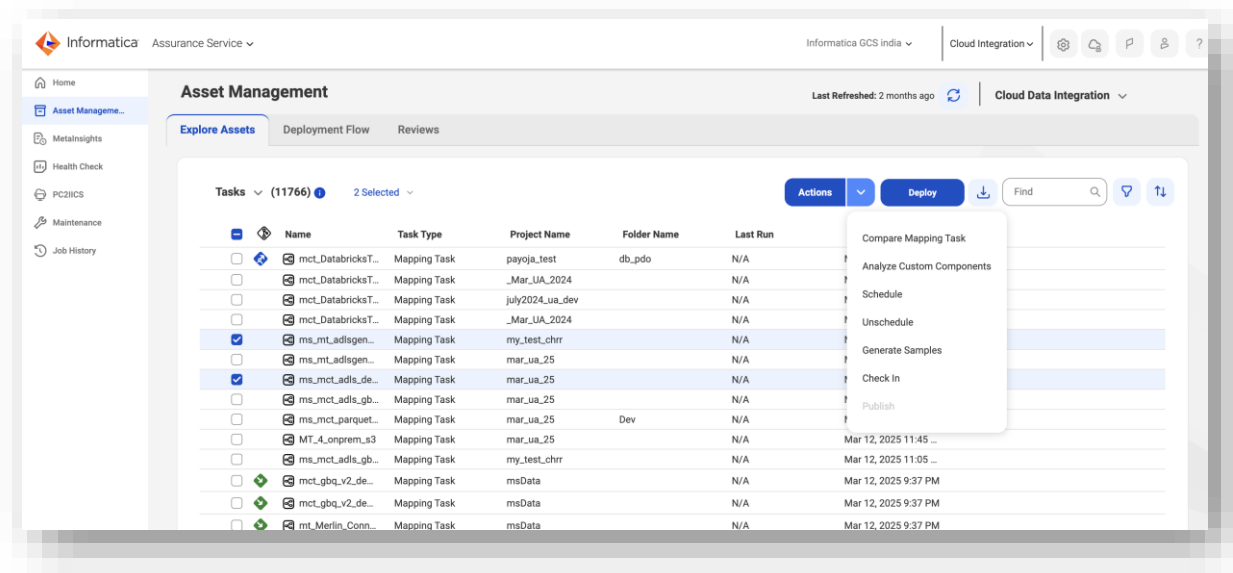 Informatica Assurance Service Informatica GCS india Cloud Integration ?
Home
Asset Manageme...
MetaInsights
Health Check
PC2IICS
Maintenance
Job History
Asset Management
Last Refreshed: 2 months ago Cloud Data Integration
Explore Assets Deployment Flow Reviews
Tasks (11766) i 2 Selected Actions Deploy Find
Name Task Type Project Name Folder Name Last Run
mct_DatabricksT... Mapping Task payoja_test db_pdo N/A
mct_DatabricksT... Mapping Task _Mar_UA_2024 N/A
mct_DatabricksT... Mapping Task july2024_ua_dev N/A
mct_DatabricksT... Mapping Task _Mar_UA_2024 N/A
ms_mt_adlsgen... Mapping Task my_test_chrr N/A
ms_mt_adlsgen... Mapping Task mar_ua_25 N/A
ms_mct_adls_de... Mapping Task mar_ua_25 N/A
ms_mct_adls_gb... Mapping Task mar_ua_25 N/A
ms_mct_parquet... Mapping Task mar_ua_25 Dev N/A
MT_4_onprem_s3 Mapping Task mar_ua_25 N/A Mar 12, 2025 11:45 ...
ms_mct_adls_gb... Mapping Task my_test_chrr N/A Mar 12, 2025 11:05 ...
mct_gbq_v2_de... Mapping Task msData N/A Mar 12, 2025 9:37 PM
mct_gbq_v2_de... Mapping Task msData N/A Mar 12, 2025 9:37 PM
mt_Merlin_Conn... Mapping Task msData N/A Mar 12, 2025 9:37 PM
Compare Mapping Task
Analyze Custom Components
Schedule
Unschedule
Generate Samples
Check In
Publish